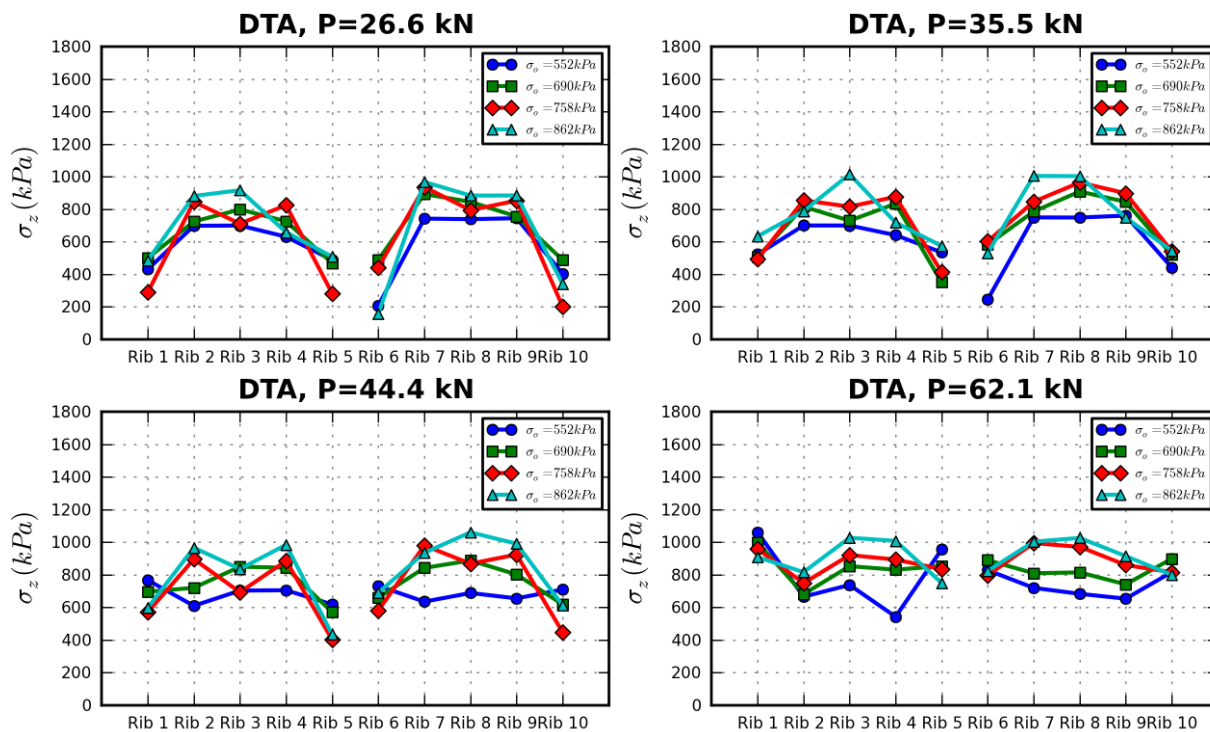 DTA, P=26.6 kN
σz (kPa)
1800
1600
1400
1200
1000
800
600
400
200
0
σo = 552kPa
σo = 690kPa
σo = 758kPa
σo = 862kPa
Rib 1 Rib 2 Rib 3 Rib 4 Rib 5 Rib 6 Rib 7 Rib 8 Rib 9 Rib 10
DTA, P=35.5 kN
σz (kPa)
1800
1600
1400
1200
1000
800
600
400
200
0
σo = 552kPa
σo = 690kPa
σo = 758kPa
σo = 862kPa
Rib 1 Rib 2 Rib 3 Rib 4 Rib 5 Rib 6 Rib 7 Rib 8 Rib 9 Rib 10
DTA, P=44.4 kN
σz (kPa)
1800
1600
1400
1200
1000
800
600
400
200
0
σo = 552kPa
σo = 690kPa
σo = 758kPa
σo = 862kPa
Rib 1 Rib 2 Rib 3 Rib 4 Rib 5 Rib 6 Rib 7 Rib 8 Rib 9 Rib 10
DTA, P=62.1 kN
σz (kPa)
1800
1600
1400
1200
1000
800
600
400
200
0
σo = 552kPa
σo = 690kPa
σo = 758kPa
σo = 862kPa
Rib 1 Rib 2 Rib 3 Rib 4 Rib 5 Rib 6 Rib 7 Rib 8 Rib 9 Rib 10